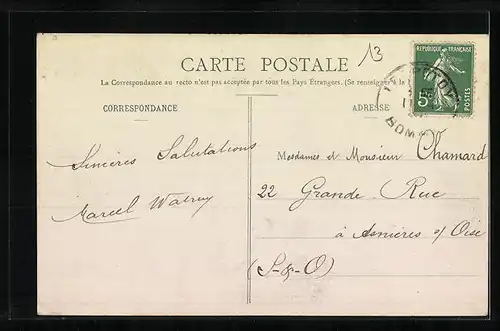 13
CARTE POSTALE
La Correspondance au recto n'est pas acceptée par tous les Pays Étrangers. (Se renseigner à la
CORRESPONDANCE
ADRESSE
REPUBLIQUE FRANÇAISE
5c
POSTES
Sincères Salutations
Marcel
Mesdames et Monsieur Chamard
22 Grande Rue
à Asnières s/ Oise
(S-&-O)